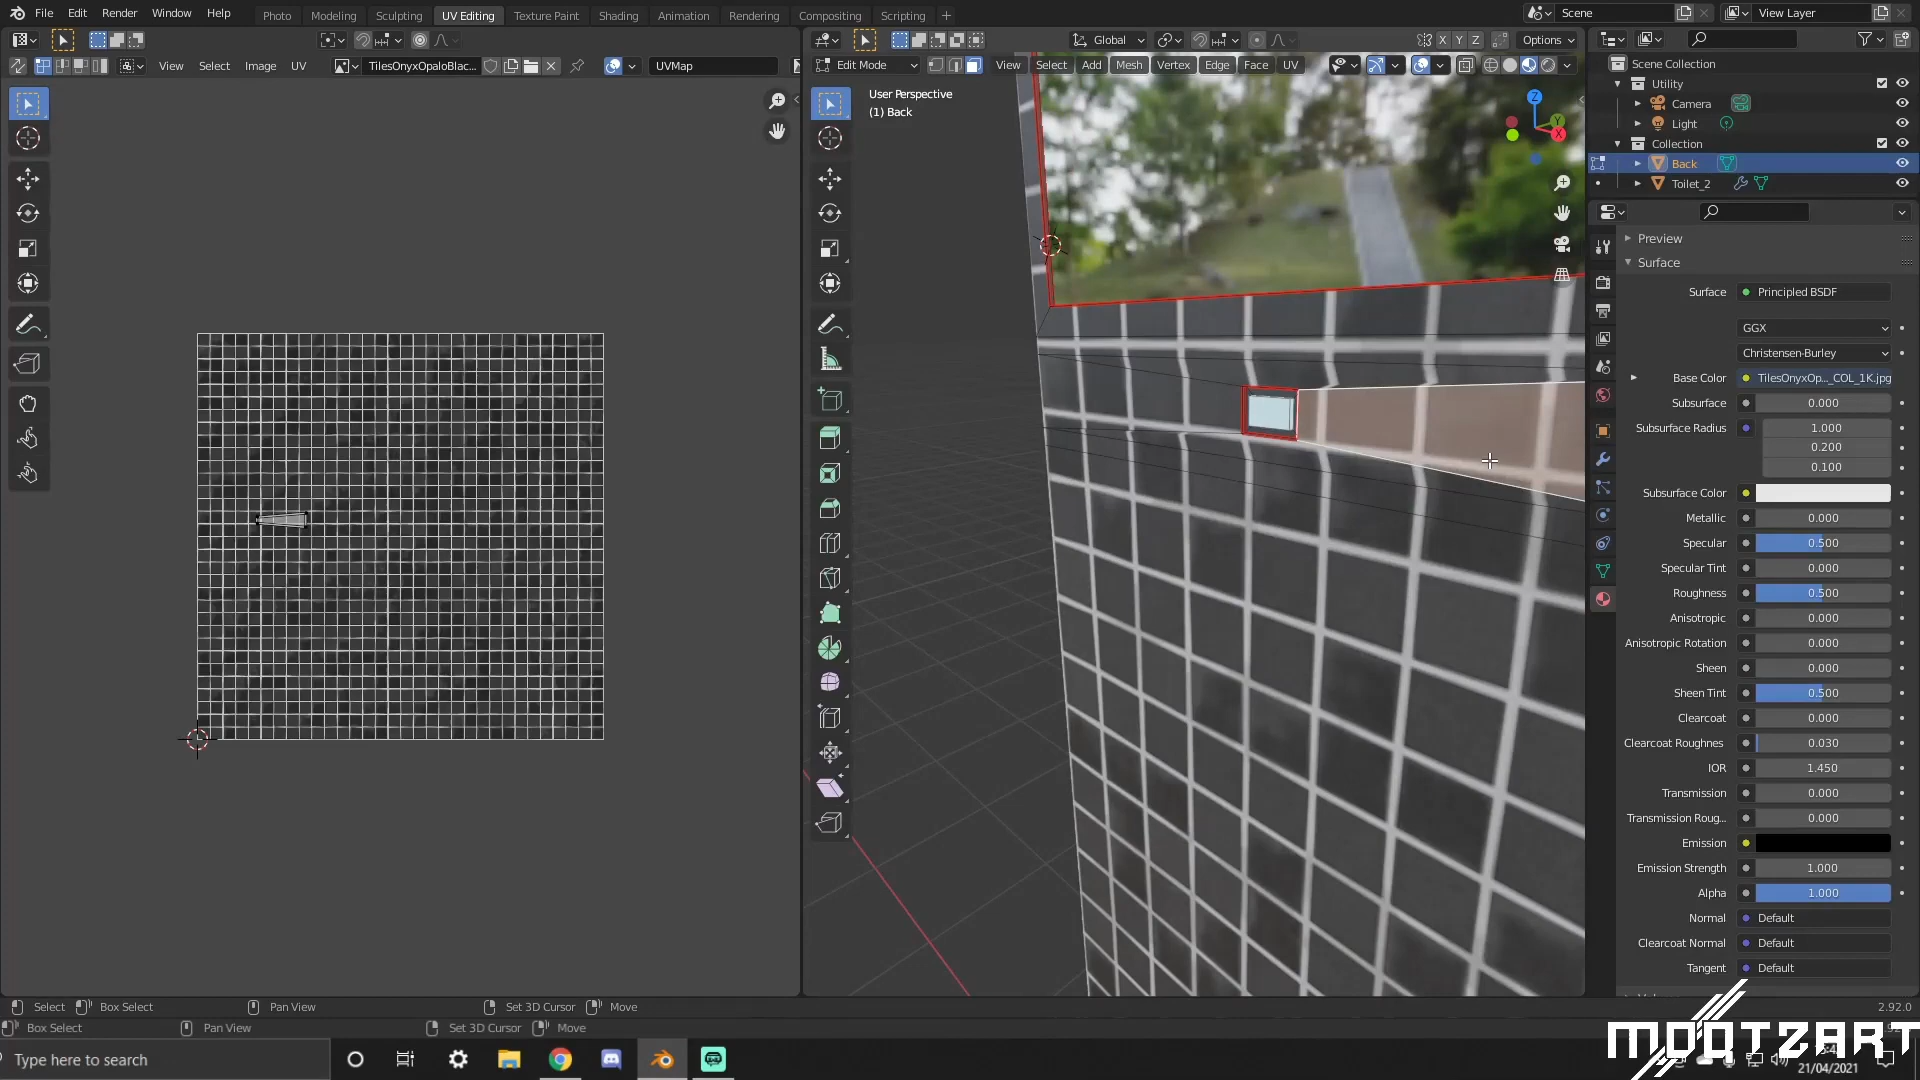 File Edit Render Window Help
Photo Modeling Sculpting UV Editing Texture Paint Shading Animation Rendering Compositing Scripting +
Scene
View Layer
View Select Image UV
TilesOnyxOpaloBlac...
UVMap
Global
X Y Z
Options
Edit Mode
View Select Add Mesh Vertex Edge Face UV
User Perspective
(1) Back
Z
Y
X
Scene Collection
Utility
Camera
Light
Collection
Back
Toilet_2
Preview
Surface
Surface Principled BSDF
GGX
Christensen-Burley
Base Color TilesOnyxOp..._COL_1K.jpg
Subsurface 0.000
Subsurface Radius 1.000
0.200
0.100
Subsurface Color
Metallic 0.000
Specular 0.500
Specular Tint 0.000
Roughness 0.500
Anisotropic 0.000
Anisotropic Rotation 0.000
Sheen 0.000
Sheen Tint 0.500
Clearcoat 0.000
Clearcoat Roughnes 0.030
IOR 1.450
Transmission 0.000
Transmission Roug... 0.000
Emission
Emission Strength 1.000
Alpha 1.000
Normal Default
Clearcoat Normal Default
Tangent Default
Select Box Select Pan View Set 3D Cursor Move
2.92.0
Box Select Pan View Set 3D Cursor Move
MOOTZART
Type here to search
21/04/2021